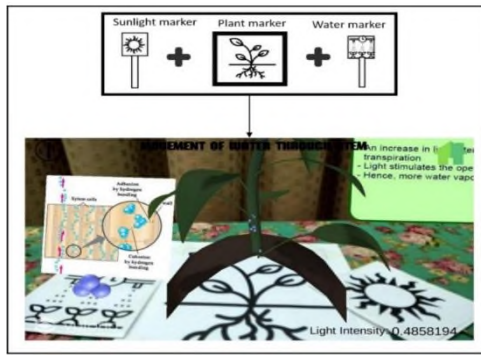 Sunlight marker Plant marker Water marker
MOVEMENT OF WATER THROUGH STEM
An increase in
transpiration
- Light stimulates the ope
- Hence, more water vapo
Adhesion
by hydrogen
bonding
Xylem cells
Cohesion
by hydrogen
bonding
Light Intensity: 0.4858194